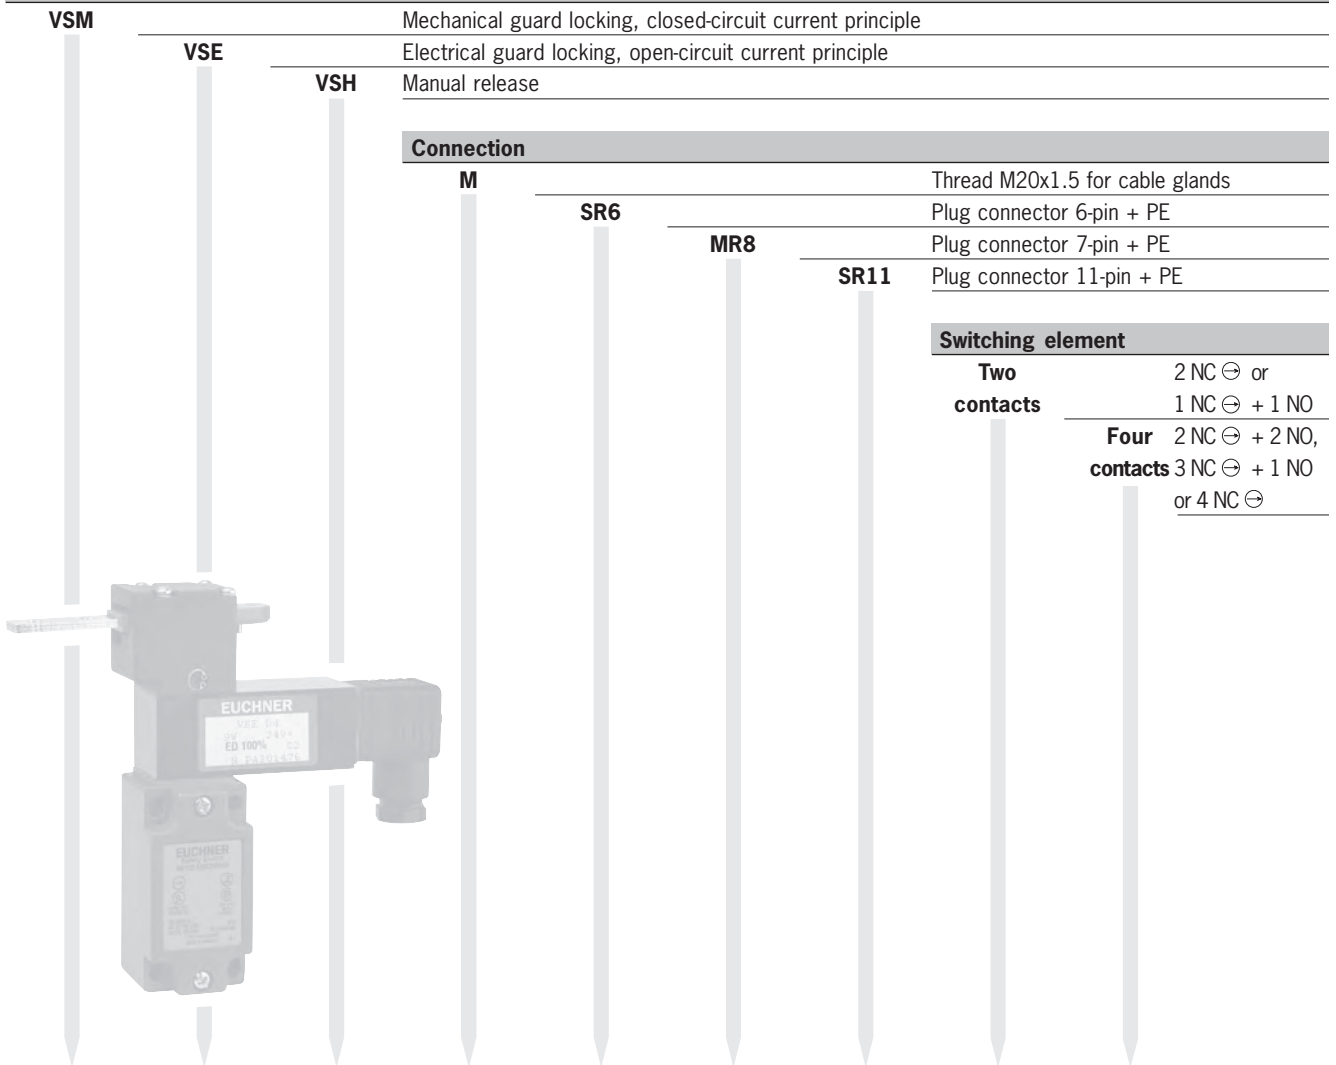 VSM Mechanical guard locking, closed-circuit current principle
VSE Electrical guard locking, open-circuit current principle
VSH Manual release
Connection
M Thread M20x1.5 for cable glands
SR6 Plug connector 6-pin + PE
MR8 Plug connector 7-pin + PE
SR11 Plug connector 11-pin + PE
Switching element
Two 2 NC ⊖ or
contacts 1 NC ⊖ + 1 NO
Four 2 NC ⊖ + 2 NO,
contacts 3 NC ⊖ + 1 NO
or 4 NC ⊖
EUCHNER
ED 100%
EUCHNER